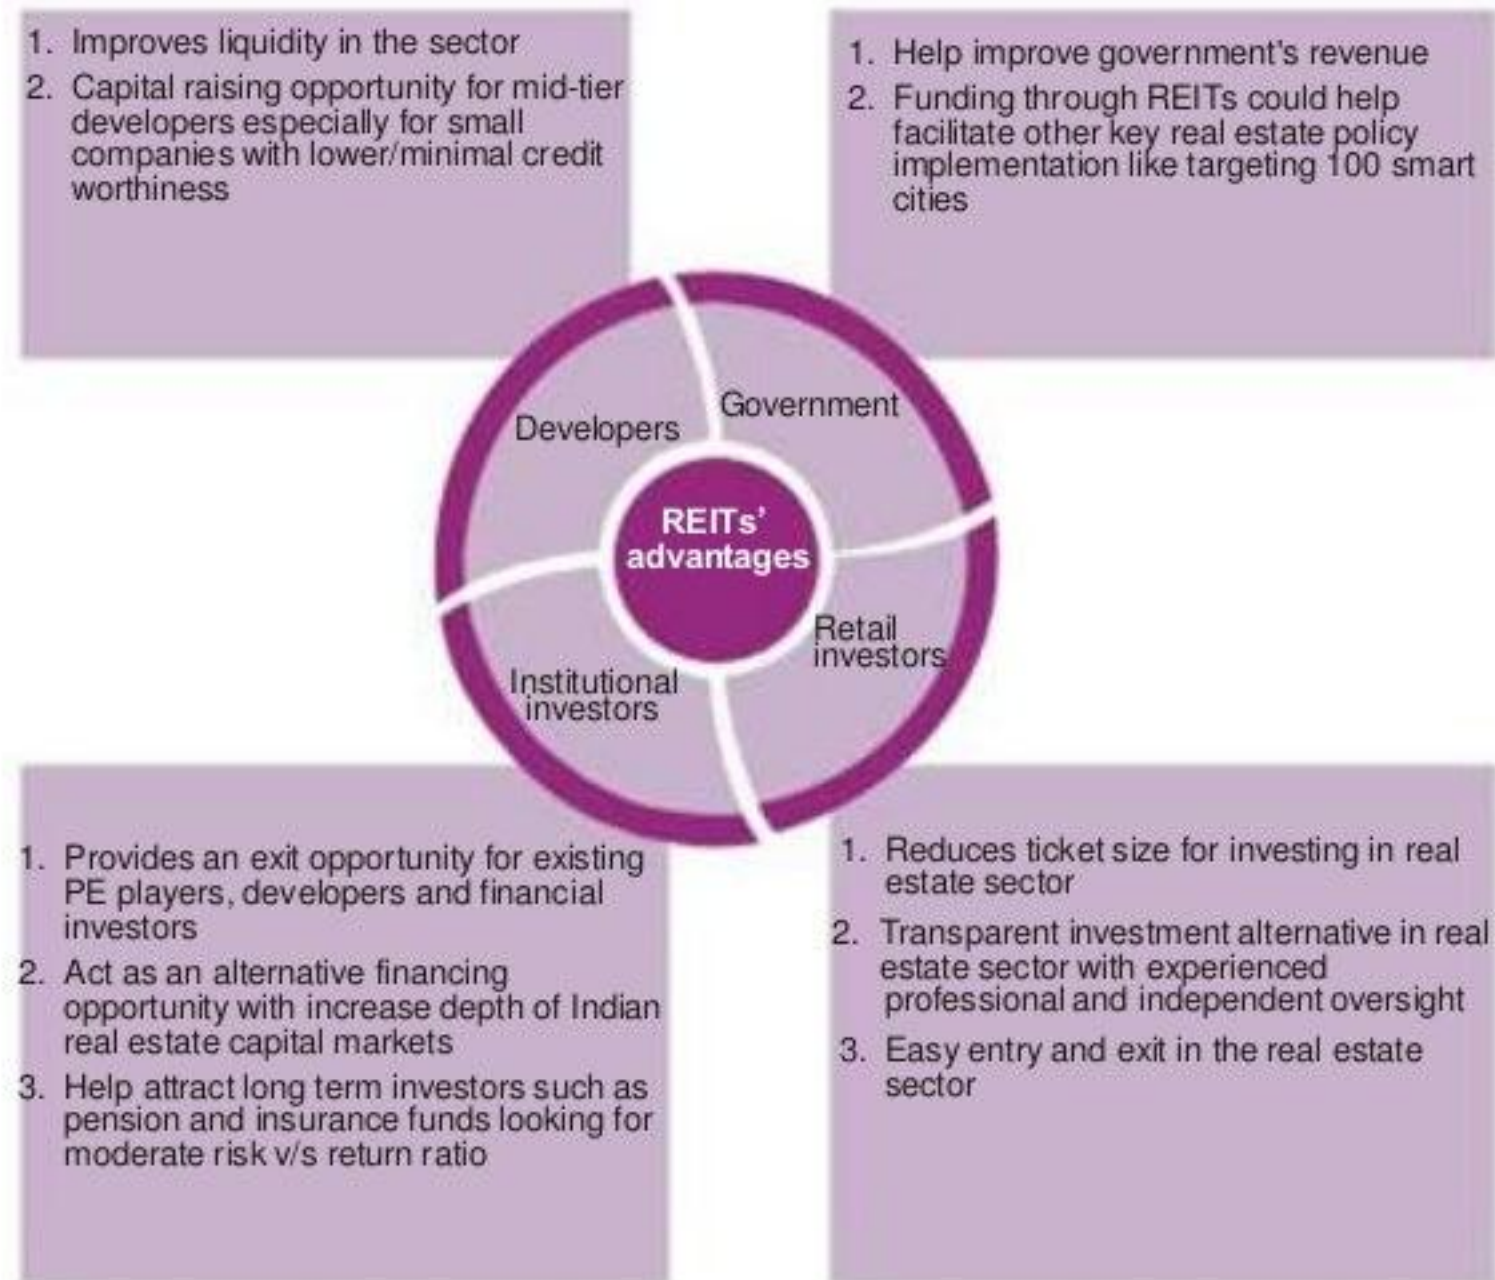 1. Improves liquidity in the sector
2. Capital raising opportunity for mid-tier
developers especially for small
companies with lower/minimal credit
worthiness
1. Help improve government's revenue
2. Funding through REITs could help
facilitate other key real estate policy
implementation like targeting 100 smart
cities
Developers
Government
REITs’
advantages
Institutional
investors
Retail
investors
1. Provides an exit opportunity for existing
PE players, developers and financial
investors
2. Act as an alternative financing
opportunity with increase depth of Indian
real estate capital markets
3. Help attract long term investors such as
pension and insurance funds looking for
moderate risk v/s return ratio
1. Reduces ticket size for investing in real
estate sector
2. Transparent investment alternative in real
estate sector with experienced
professional and independent oversight
3. Easy entry and exit in the real estate
sector